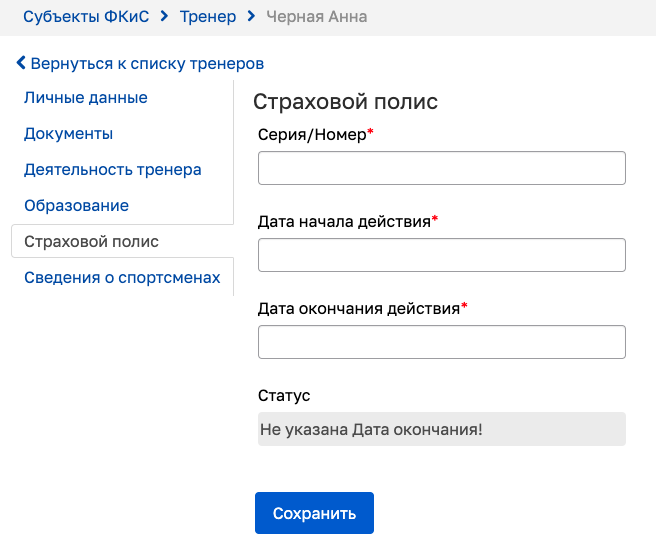 Субъекты ФКиС > Тренер > Черная Анна
Вернуться к списку тренеров
Личные данные
Документы
Деятельность тренера
Образование
Страховой полис
Сведения о спортсменах
Страховой полис
Серия/Номер*
Дата начала действия*
Дата окончания действия*
Статус
Не указана Дата окончания!
Сохранить